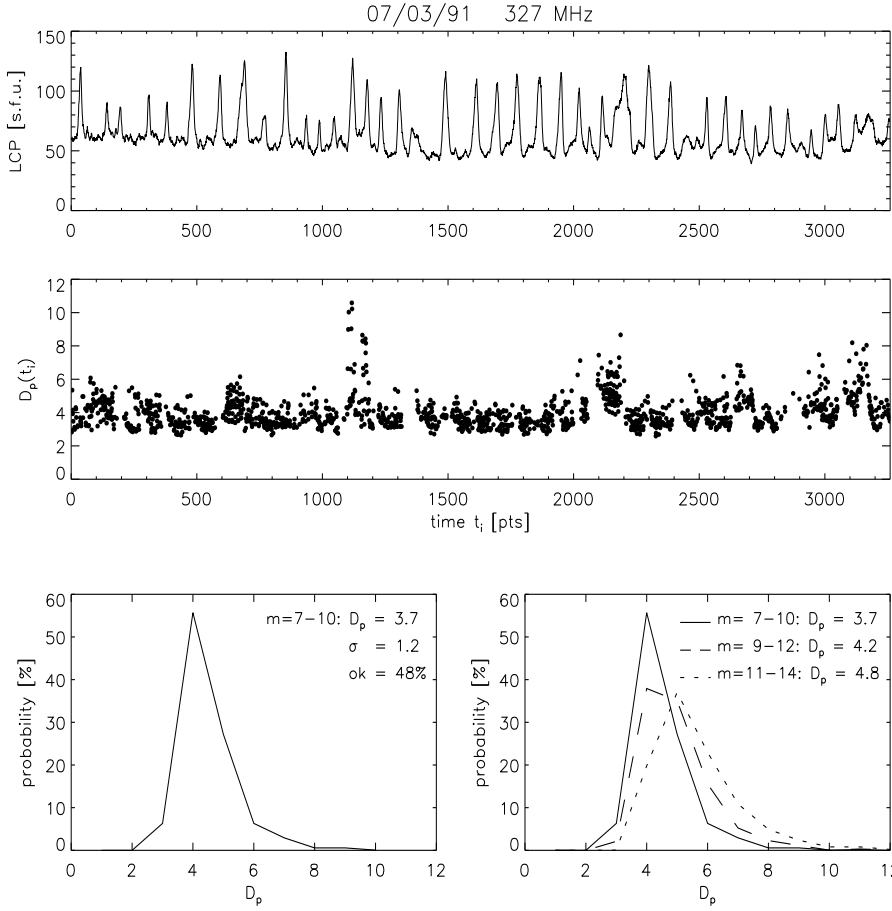 07/03/91 327 MHz
LCP [s.f.u.]
150
100
50
0
0 500 1000 1500 2000 2500 3000
D_p(t_i)
12
10
8
6
4
2
0
0 500 1000 1500 2000 2500 3000
time t_i [pts]
probability [%]
60
50
40
30
20
10
0
m=7-10: D_p = 3.7
σ = 1.2
ok = 48%
0 2 4 6 8 10 12
D_p
probability [%]
60
50
40
30
20
10
0
m= 7-10: D_p = 3.7
m= 9-12: D_p = 4.2
m=11-14: D_p = 4.8
0 2 4 6 8 10 12
D_p